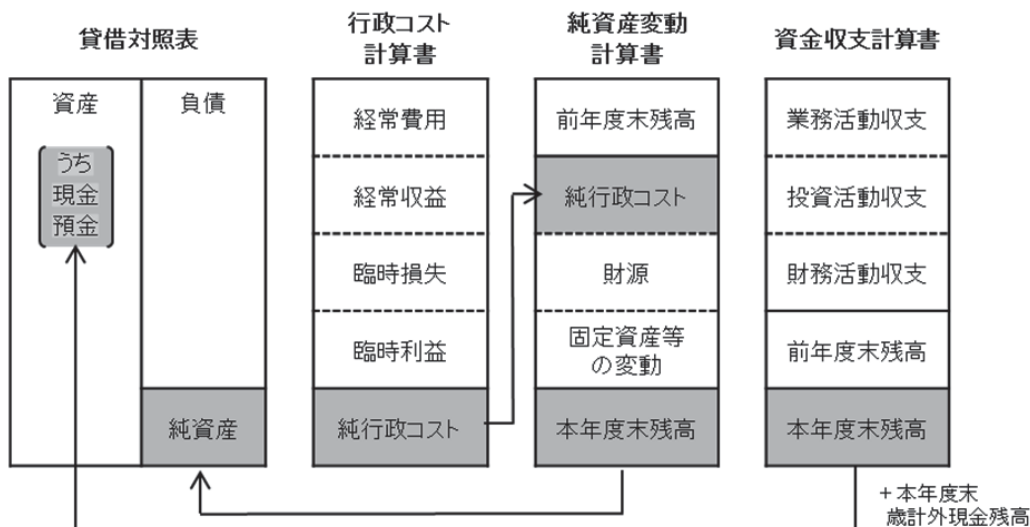 貸借対照表
資産
うち
現金
預金
負債
純資産
行政コスト
計算書
経常費用
経常収益
臨時損失
臨時利益
純行政コスト
純資産変動
計算書
前年度末残高
純行政コスト
財源
固定資産等
の変動
本年度末残高
資金収支計算書
業務活動収支
投資活動収支
財務活動収支
前年度末残高
本年度末残高
+本年度末
歳計外現金残高